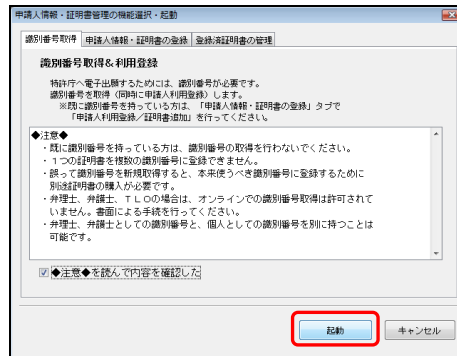 申請人情報・証明書管理の機能選択・起動
識別番号取得 申請人情報・証明書の登録 登録済証明書の管理
識別番号取得&利用登録
特許庁へ電子出願するためには、識別番号が必要です。
識別番号を取得（同時に申請人利用登録）します。
※既に識別番号を持っている方は、「申請人情報・証明書の登録」タブで
「申請人利用登録／証明書追加」を行ってください。
◆注意◆
・既に識別番号を持っている方は、識別番号の取得を行わないでください。
・１つの証明書を複数の識別番号に登録できません。
・誤って識別番号を新規取得すると、本来使うべき識別番号に登録するために
別途証明書の購入が必要です。
・弁理士、弁護士、ＴＬＯの場合は、オンラインでの識別番号取得は許可されて
いません。書面による手続を行ってください。
・弁理士、弁護士としての識別番号と、個人としての識別番号を別に持つことは
可能です。
◆注意◆を読んで内容を確認した
起動 キャンセル